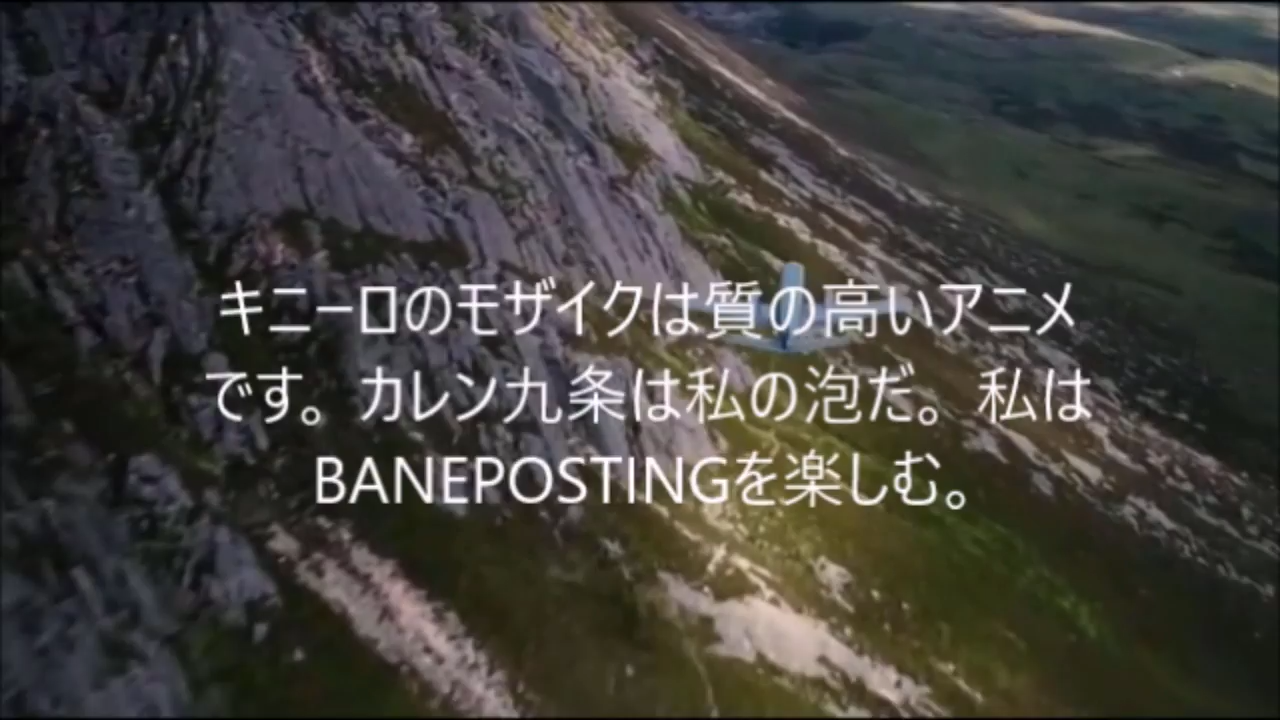 キニーロのモザイクは質の高いアニメ
です。カレン九条は私の泡だ。私は
BANEPOSTINGを楽しむ。